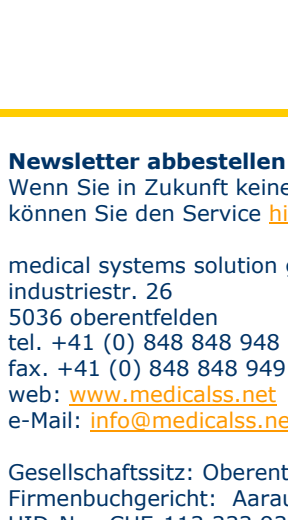 Newsletter abbestellen
Wenn Sie in Zukunft keine
können Sie den Service
medical systems solution
industriestr. 26
5036 oberentfelden
tel. +41 (0) 848 848 948
fax. +41 (0) 848 848 949
web: www.medicalss.net
e-Mail: info@medicalss.ne
Gesellschaftssitz: Oberent
Firmenbuchgericht: Aarau